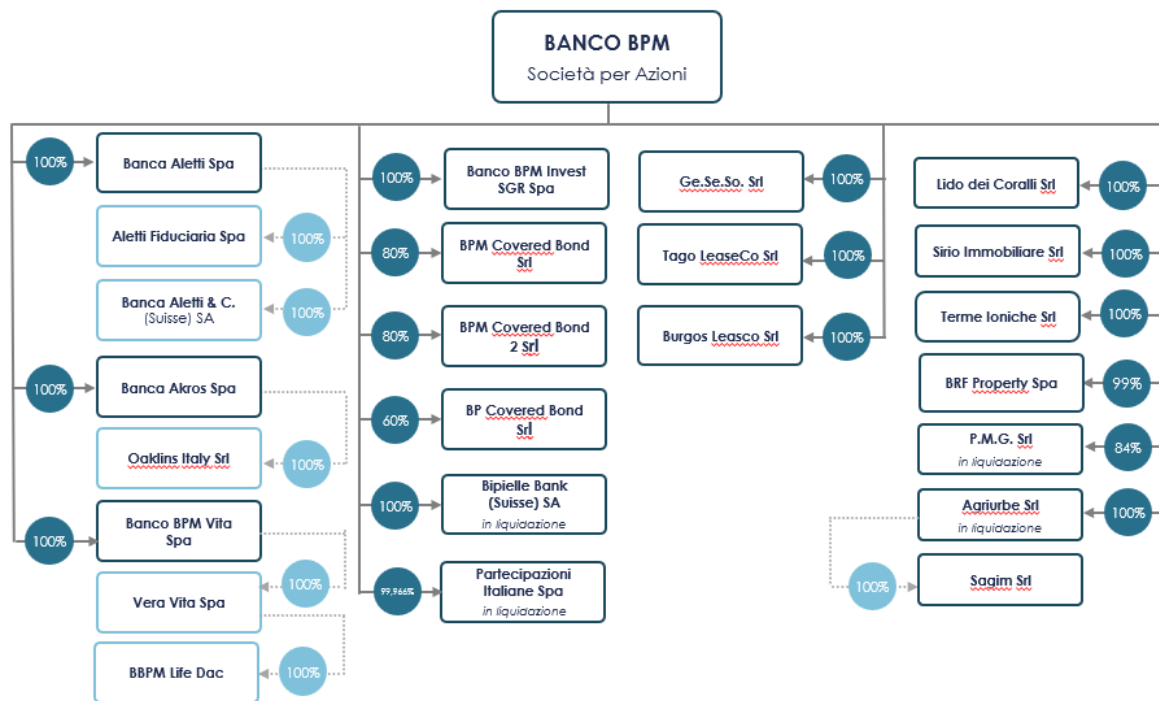 BANCO BPM
Società per Azioni
100%
Banca Aletti Spa
Aletti Fiduciaria Spa
100%
Banca Aletti & C.
(Suisse) SA
100%
100%
Banca Akros Spa
Oaklins Italy Srl
100%
100%
Banco BPM Vita
Spa
100%
Vera Vita Spa
BBPM Life Dac
100%
100%
Banco BPM Invest
SGR Spa
80%
BPM Covered Bond
Srl
80%
BPM Covered Bond
2 Srl
60%
BP Covered Bond
Srl
100%
Bipielle Bank
(Suisse) SA
in liquidazione
99,966%
Partecipazioni
Italiane Spa
in liquidazione
Ge.Se.So. Srl
100%
Tago LeaseCo Srl
100%
Burgos Leasco Srl
100%
Lido dei Coralli Srl
100%
Sirio Immobiliare Srl
100%
Terme Ioniche Srl
100%
BRF Property Spa
99%
P.M.G. Srl
in liquidazione
84%
Agriurbe Srl
in liquidazione
100%
100%
Sagim Srl